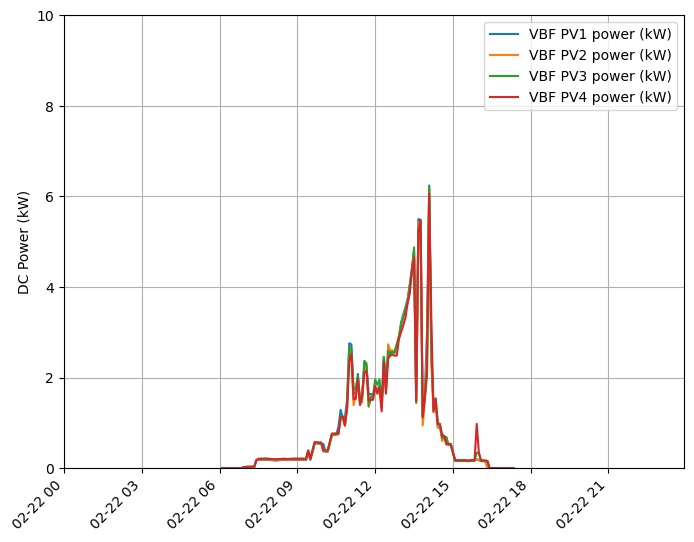 10
8
6
4
2
0
DC Power (kW)
VBF PV1 power (kW)
VBF PV2 power (kW)
VBF PV3 power (kW)
VBF PV4 power (kW)
02-22 00
02-22 03
02-22 06
02-22 09
02-22 12
02-22 15
02-22 18
02-22 21